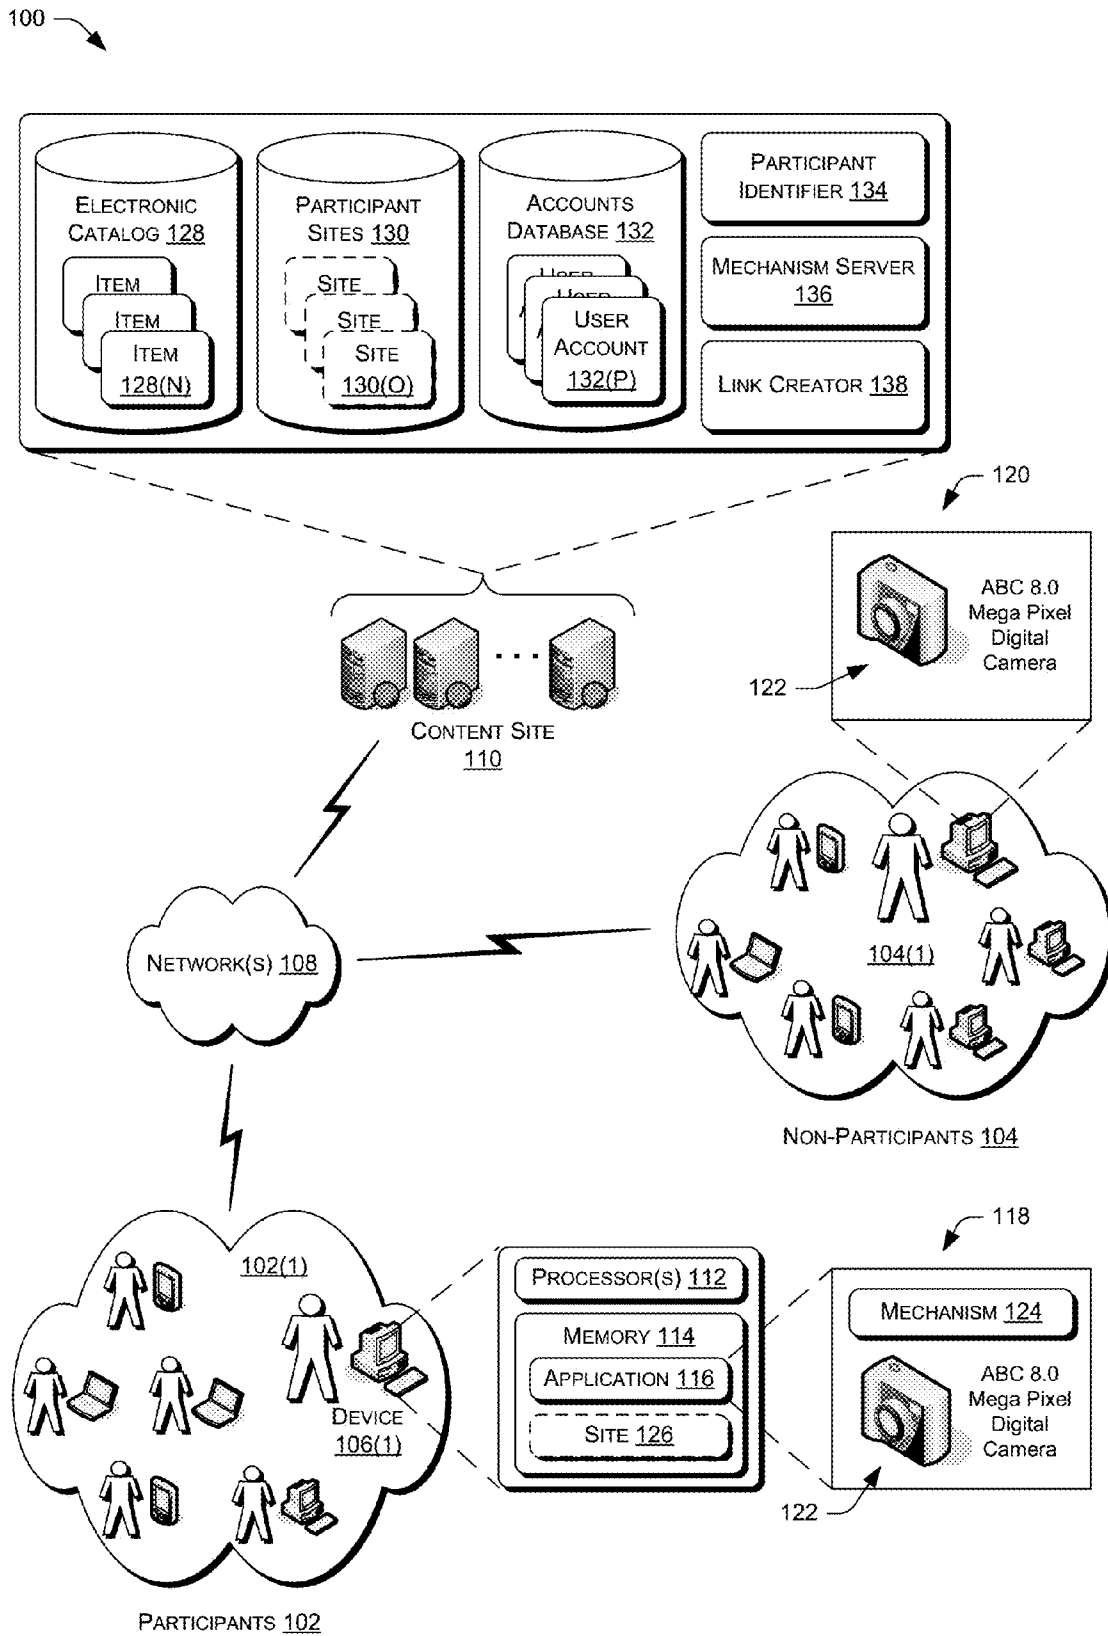 100
ELECTRONIC
CATALOG 128
ITEM
ITEM
ITEM
128(N)
PARTICIPANT
SITES 130
SITE
SITE
SITE
130(O)
ACCOUNTS
DATABASE 132
USER
USER
USER
ACCOUNT
132(P)
PARTICIPANT
IDENTIFIER 134
MECHANISM SERVER
136
LINK CREATOR 138
120
ABC 8.0
Mega Pixel
Digital
Camera
122
CONTENT SITE
110
NETWORK(S) 108
104(1)
NON-PARTICIPANTS 104
118
102(1)
DEVICE
106(1)
PROCESSOR(S) 112
MEMORY 114
APPLICATION 116
SITE 126
MECHANISM 124
ABC 8.0
Mega Pixel
Digital
Camera
122
PARTICIPANTS 102